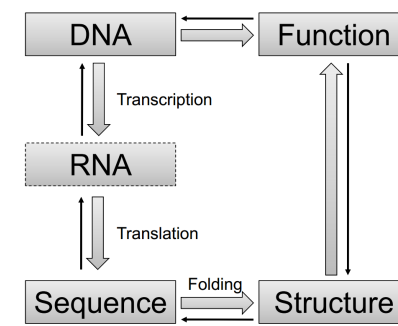 DNA
Function
Transcription
RNA
Translation
Folding
Sequence
Structure